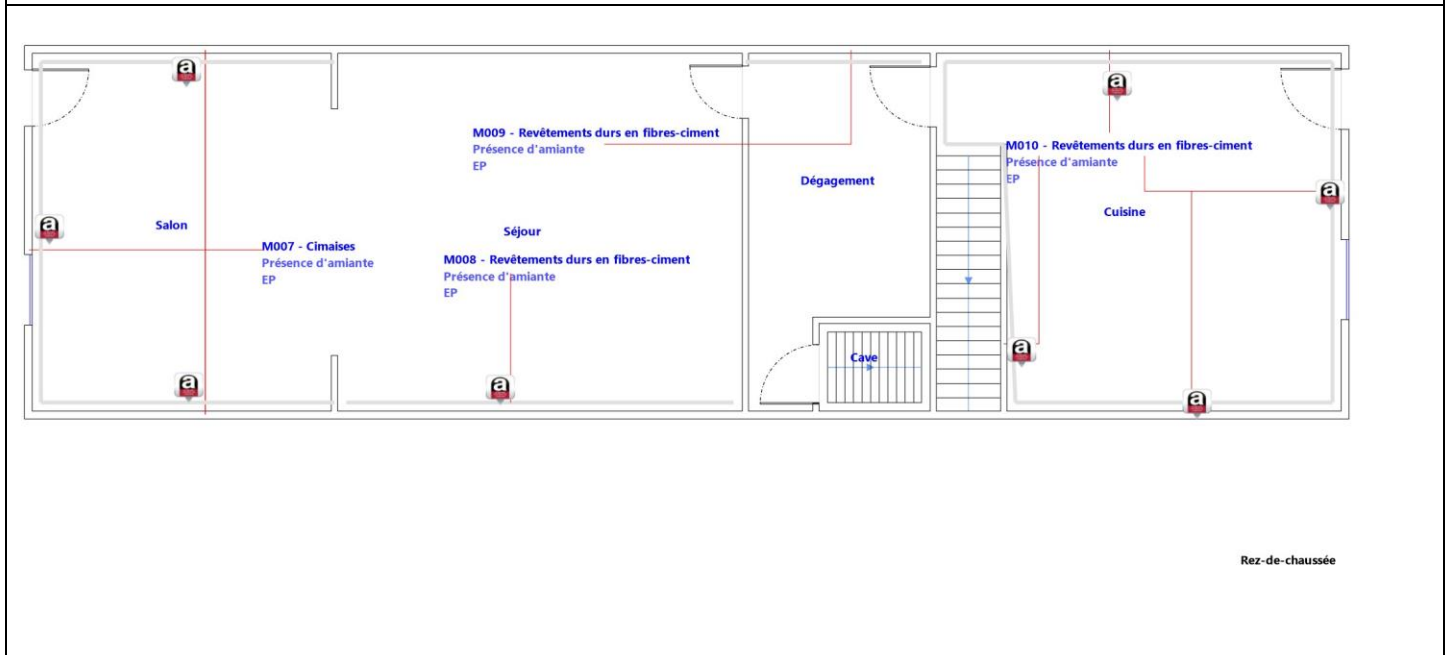 M009 - Revêtements durs en fibres-ciment
Présence d'amiante
EP
M010 - Revêtements durs en fibres-ciment
Présence d'amiante
EP
Dégagement
Cuisine
Salon
Séjour
M007 - Cimaises
Présence d'amiante
EP
M008 - Revêtements durs en fibres-ciment
Présence d'amiante
EP
Cave
a
a
a
a
a
a
a
a
Rez-de-chaussée